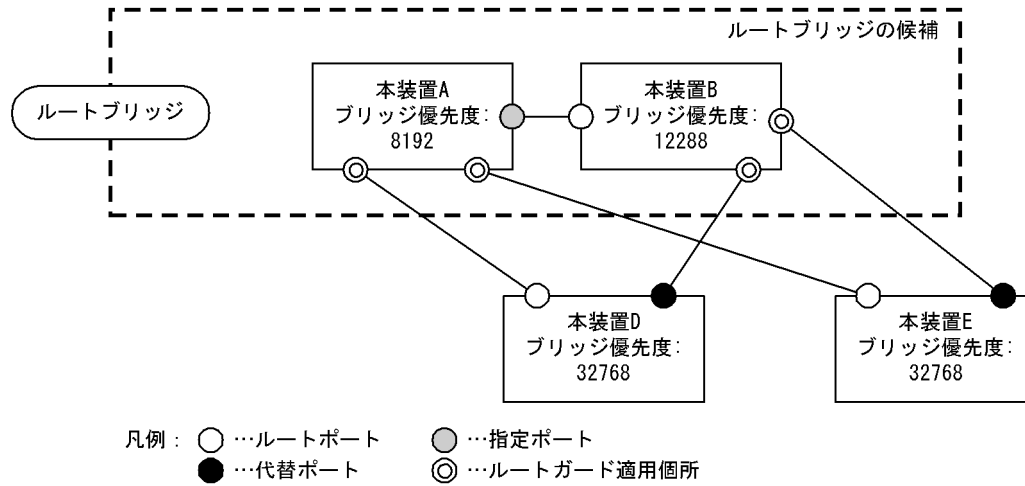 ルートブリッジの候補
ルートブリッジ
本装置A
ブリッジ優先度:
8192
本装置B
ブリッジ優先度:
12288
本装置D
ブリッジ優先度:
32768
本装置E
ブリッジ優先度:
32768
凡例: …ルートポート …指定ポート
…代替ポート …ルートガード適用個所